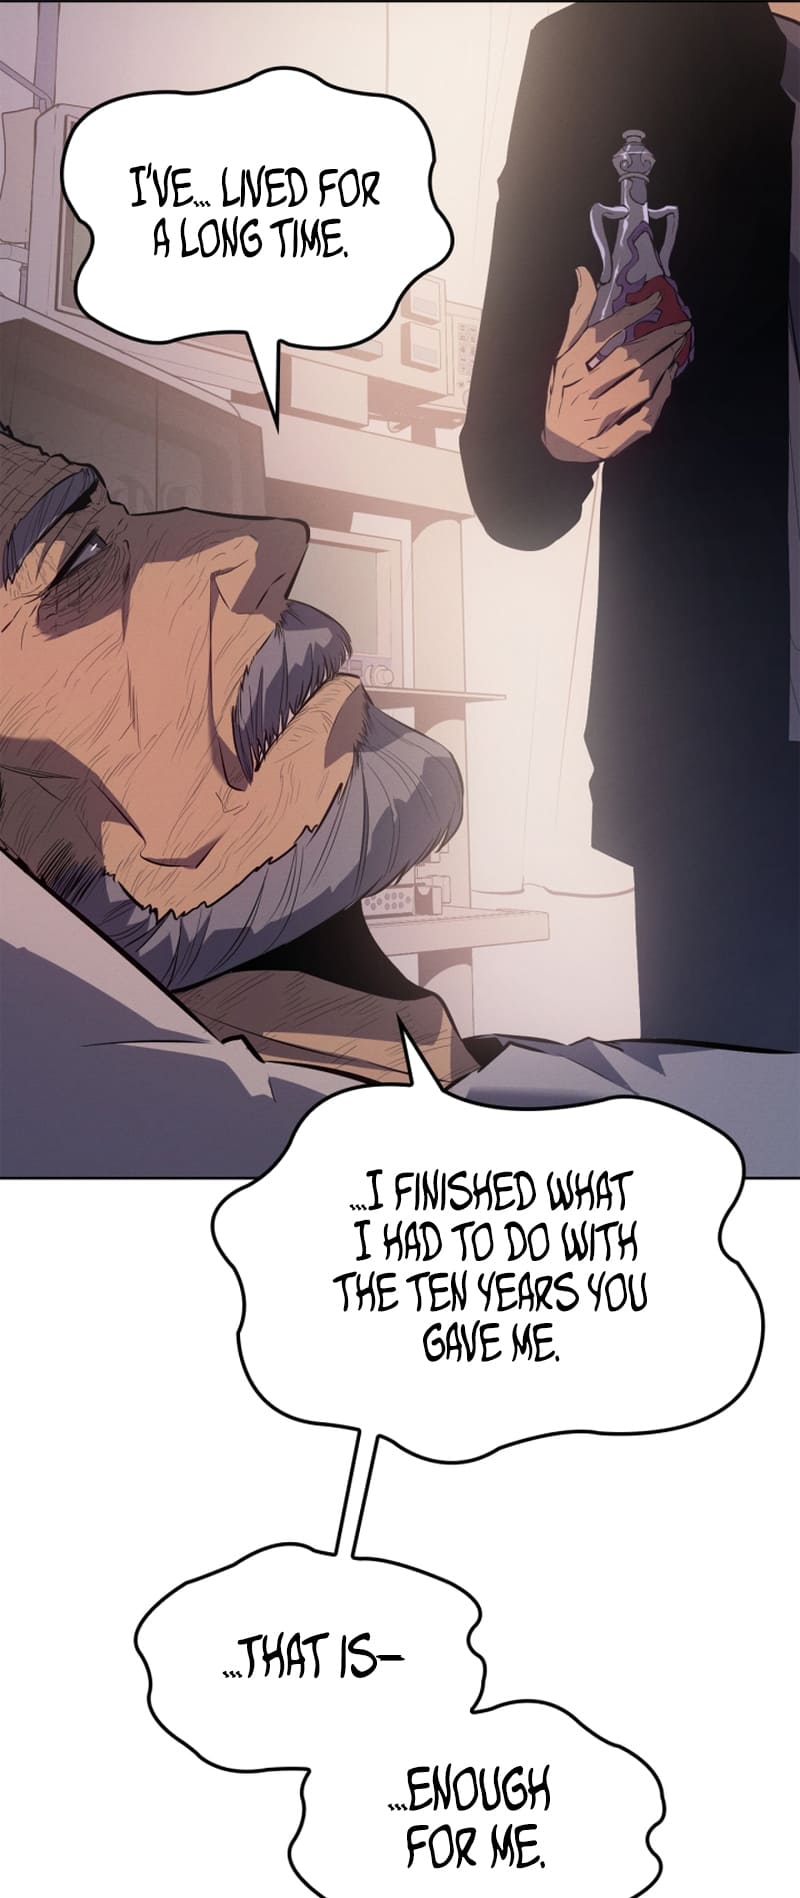 I'VE... LIVED FOR
A LONG TIME.
...I FINISHED WHAT
I HAD TO DO WITH
THE TEN YEARS YOU
GAVE ME.
...THAT IS-
...ENOUGH
FOR ME.